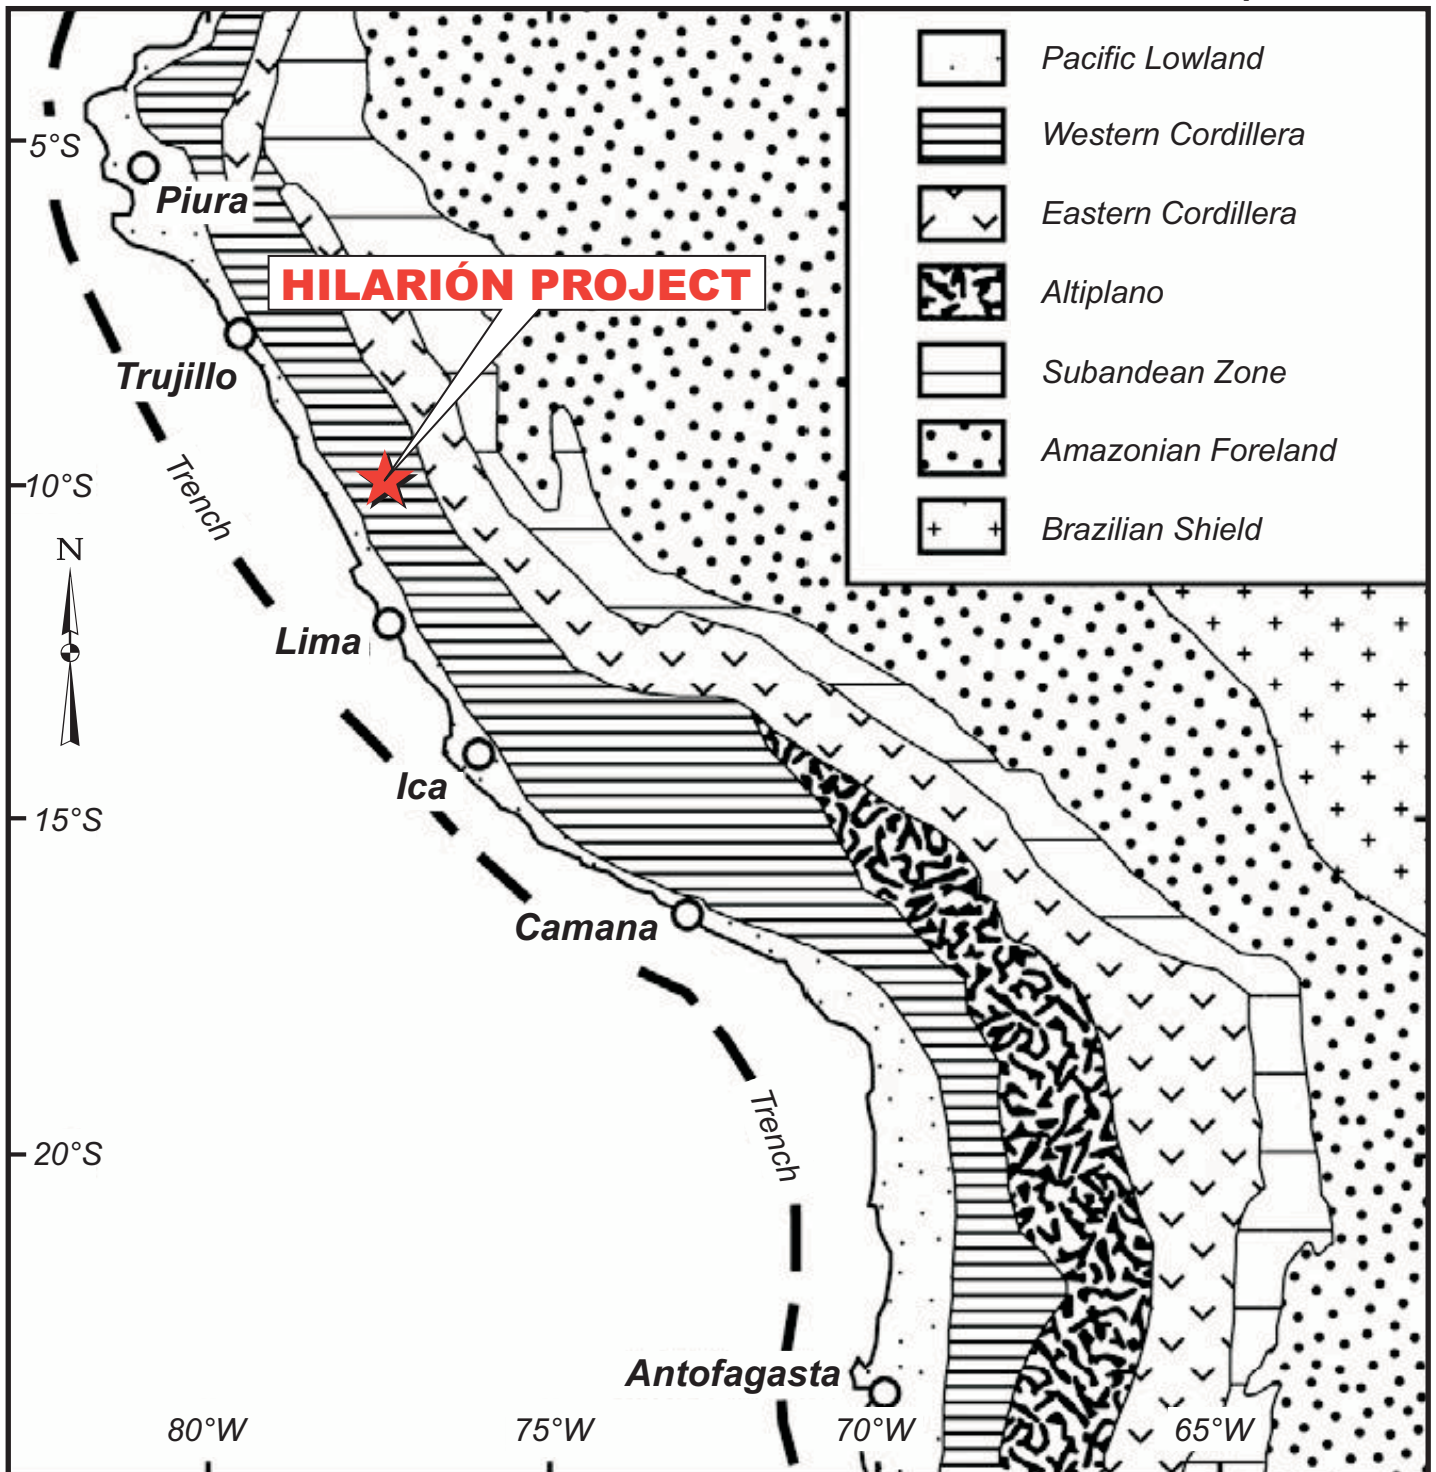 Pacific Lowland
Western Cordillera
Eastern Cordillera
Altiplano
Subandean Zone
Amazonian Foreland
Brazilian Shield
5°S
Piura
HILARIÓN PROJECT
Trujillo
Trench
10°S
N
Lima
Ica
15°S
Camana
Trench
20°S
Antofagasta
80°W
75°W
70°W
65°W